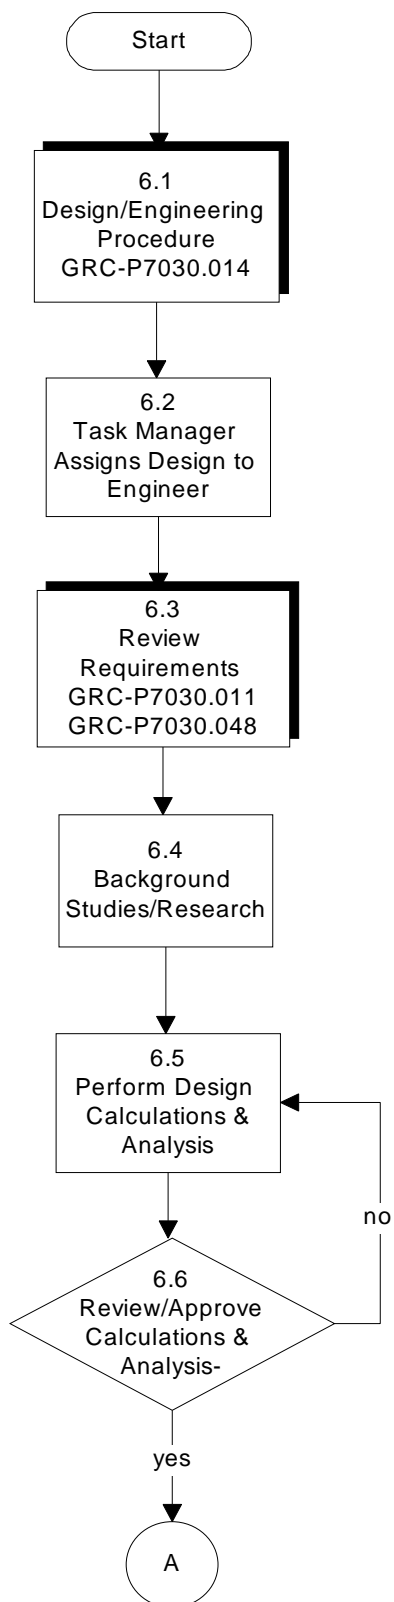 Start
6.1
Design/Engineering
Procedure
GRC-P7030.014
6.2
Task Manager
Assigns Design to
Engineer
6.3
Review
Requirements
GRC-P7030.011
GRC-P7030.048
6.4
Background
Studies/Research
6.5
Perform Design
Calculations &
Analysis
no
6.6
Review/Approve
Calculations &
Analysis-
yes
A